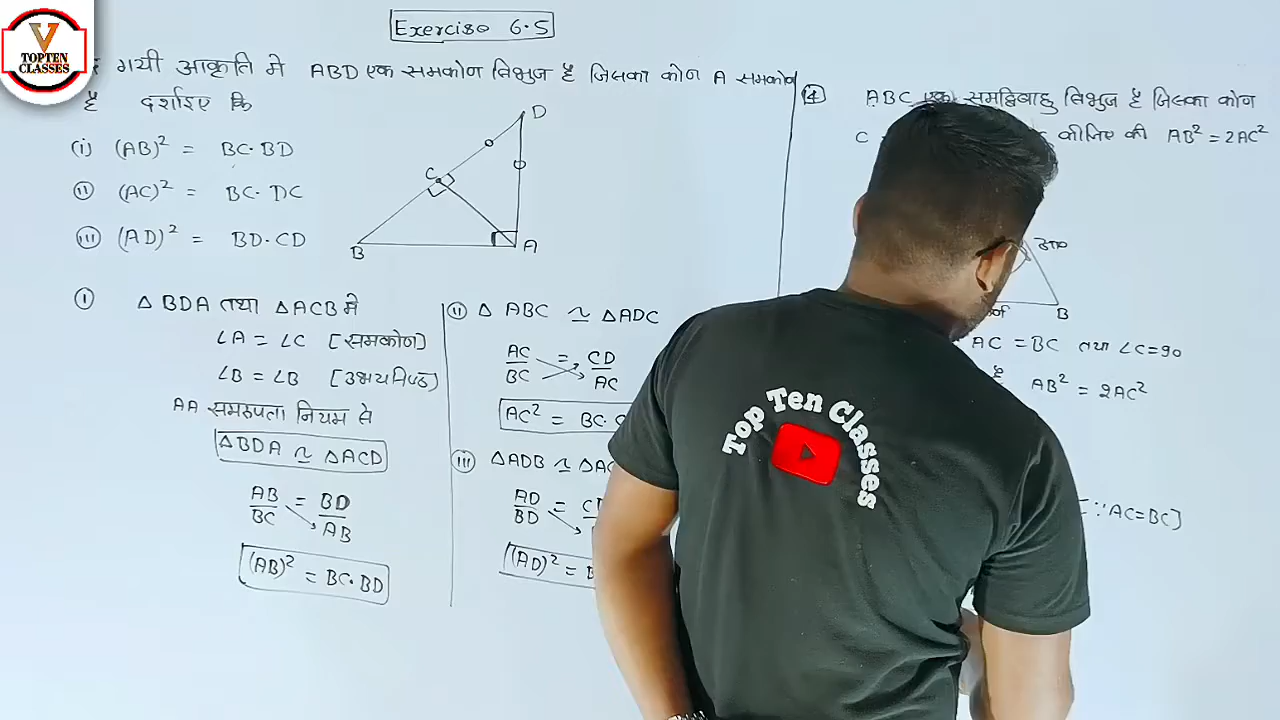 V
TOPTEN
CLASSES
Exercise 6.5
गयी आकृति मे ABD एक समकोण त्रिभुज है जिसका कोण A समकोण
है दर्शाइए कि
(i) (AB)² = BC·BD
(ii) (AC)² = BC·DC
(iii) (AD)² = BD·CD
D
C
B
A
(i) △BDA तथा △ACB मे
∠A = ∠C [समकोण]
∠B = ∠B [उभयनिष्ठ]
AA समरूपता नियम से
△BDA ≃ △ACD
AB/BC = BD/AB
(AB)² = BC·BD
(ii) △ABC ≃ △ADC
AC/BC = CD/AC
AC² = BC·
(iii) △ADB ≃ △AC
AD/BD =
(AD)² =
4 ABC एक समद्विबाहु त्रिभुज है जिसका कोण
C कीजिए की AB² = 2AC²
B
AC = BC तथा ∠C=90
है AB² = 2AC²
[∵AC=BC]
Top Ten Classes